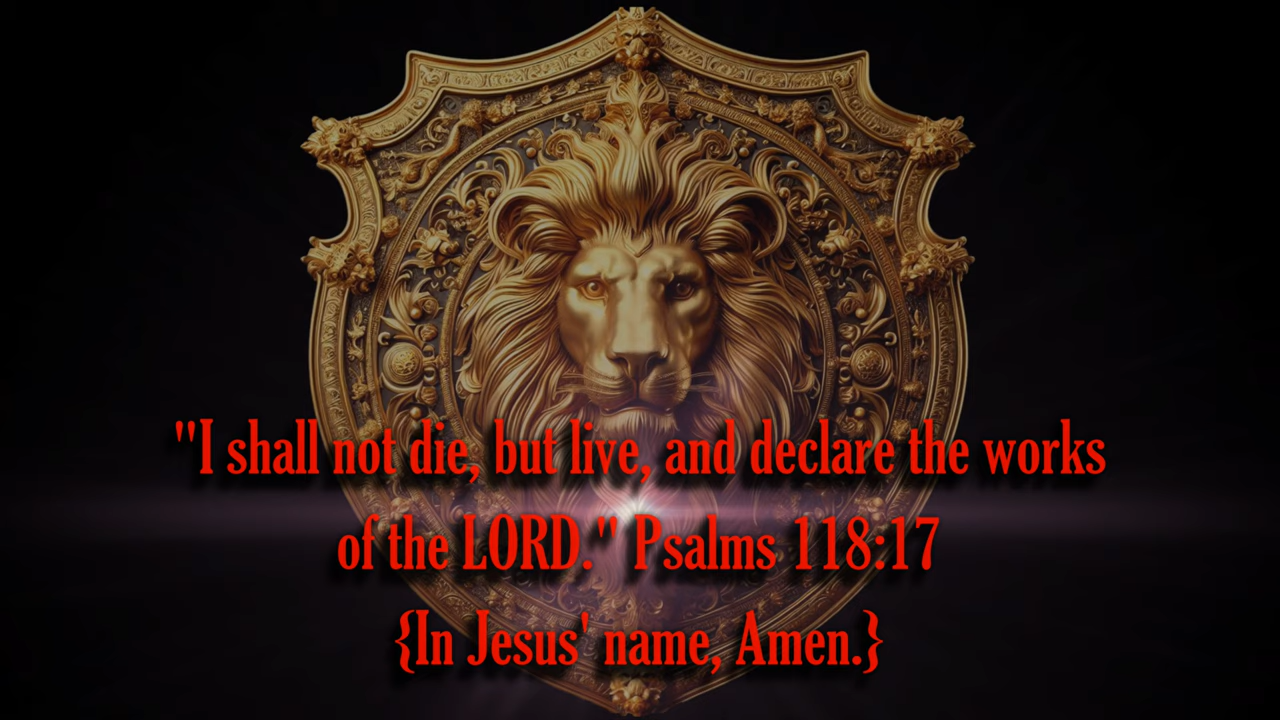 "I shall not die, but live, and declare the works
of the LORD." Psalms 118:17
{In Jesus' name, Amen.}